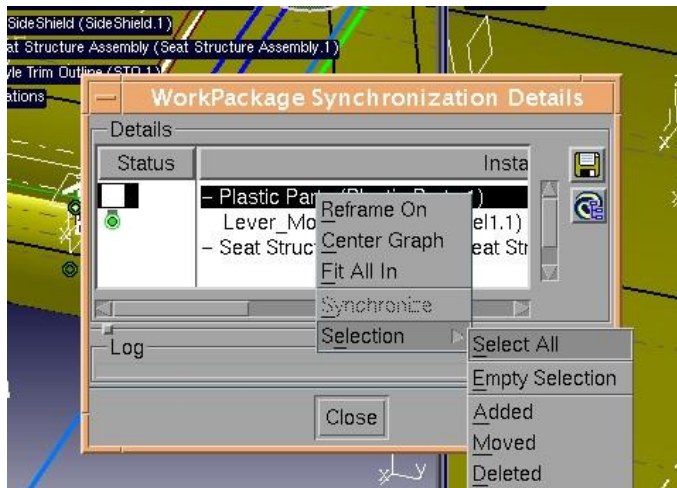 SideShield (SideShield.1)
at Structure Assembly (Seat Structure Assembly.1)
yle Trim Outline (STO.1)
ations
WorkPackage Synchronization Details
Details
Status Insta
– Plastic Par 1)
Lever_Mo el1.1)
– Seat Struc eat Str
Reframe On
Center Graph
Fit All In
Synchronize
Selection
Select All
Empty Selection
Added
Moved
Deleted
Log
Close
x y